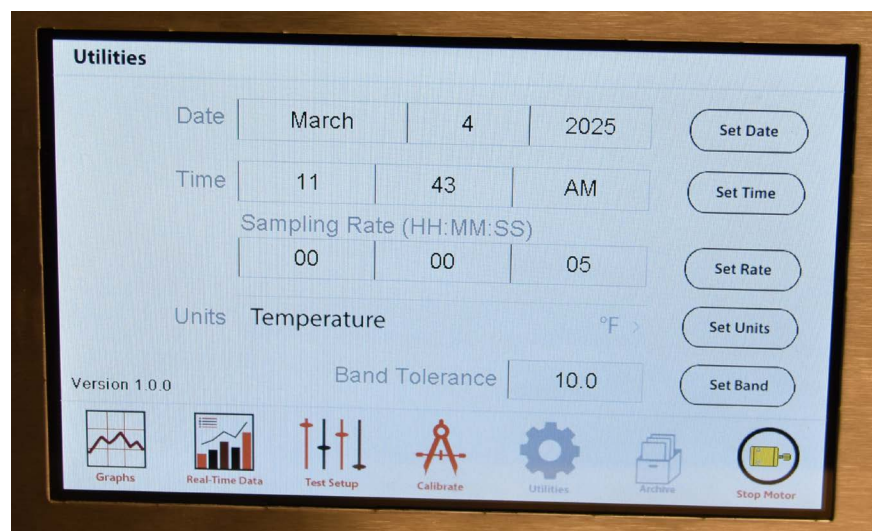 Utilities
Date March 4 2025 Set Date
Time 11 43 AM Set Time
Sampling Rate (HH:MM:SS)
00 00 05 Set Rate
Units Temperature °F > Set Units
Version 1.0.0 Band Tolerance 10.0 Set Band
Graphs Real-Time Data Test Setup Calibrate Utilities Archive Stop Motor